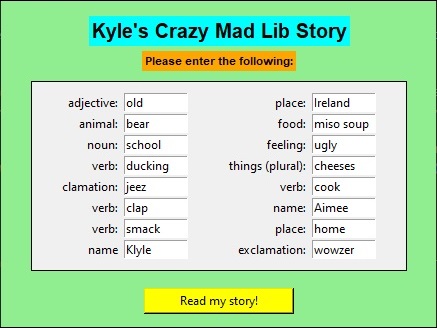 Kyle's Crazy Mad Lib Story
Please enter the following:
adjective: old
animal: bear
noun: school
verb: ducking
clamation: jeez
verb: clap
verb: smack
name Klyle
place: Ireland
food: miso soup
feeling: ugly
things (plural): cheeses
verb: cook
name: Aimee
place: home
exclamation: wowzer
Read my story!